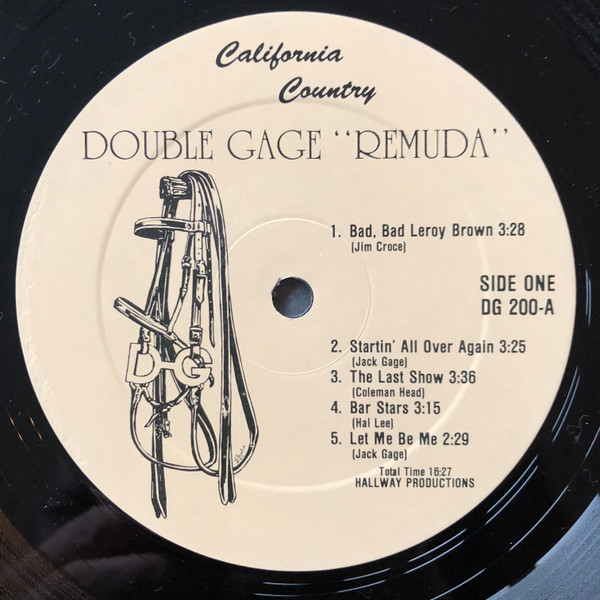 California
Country
DOUBLE GAGE "REMUDA"
1. Bad, Bad Leroy Brown 3:28
(Jim Croce)
SIDE ONE
DG 200-A
2. Startin' All Over Again 3:25
(Jack Gage)
3. The Last Show 3:36
(Coleman Head)
4. Bar Stars 3:15
(Hal Lee)
5. Let Me Be Me 2:29
(Jack Gage)
Total Time 16:27
HALLWAY PRODUCTIONS
D-G